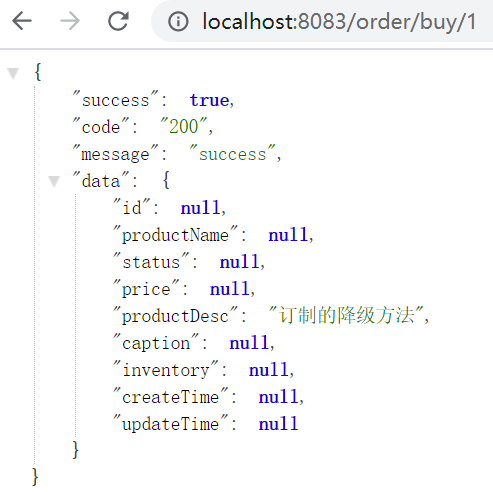 localhost:8083/order/buy/1
{
"success": true,
"code": "200",
"message": "success",
"data": {
"id": null,
"productName": null,
"status": null,
"price": null,
"productDesc": "订制的降级方法",
"caption": null,
"inventory": null,
"createTime": null,
"updateTime": null
}
}